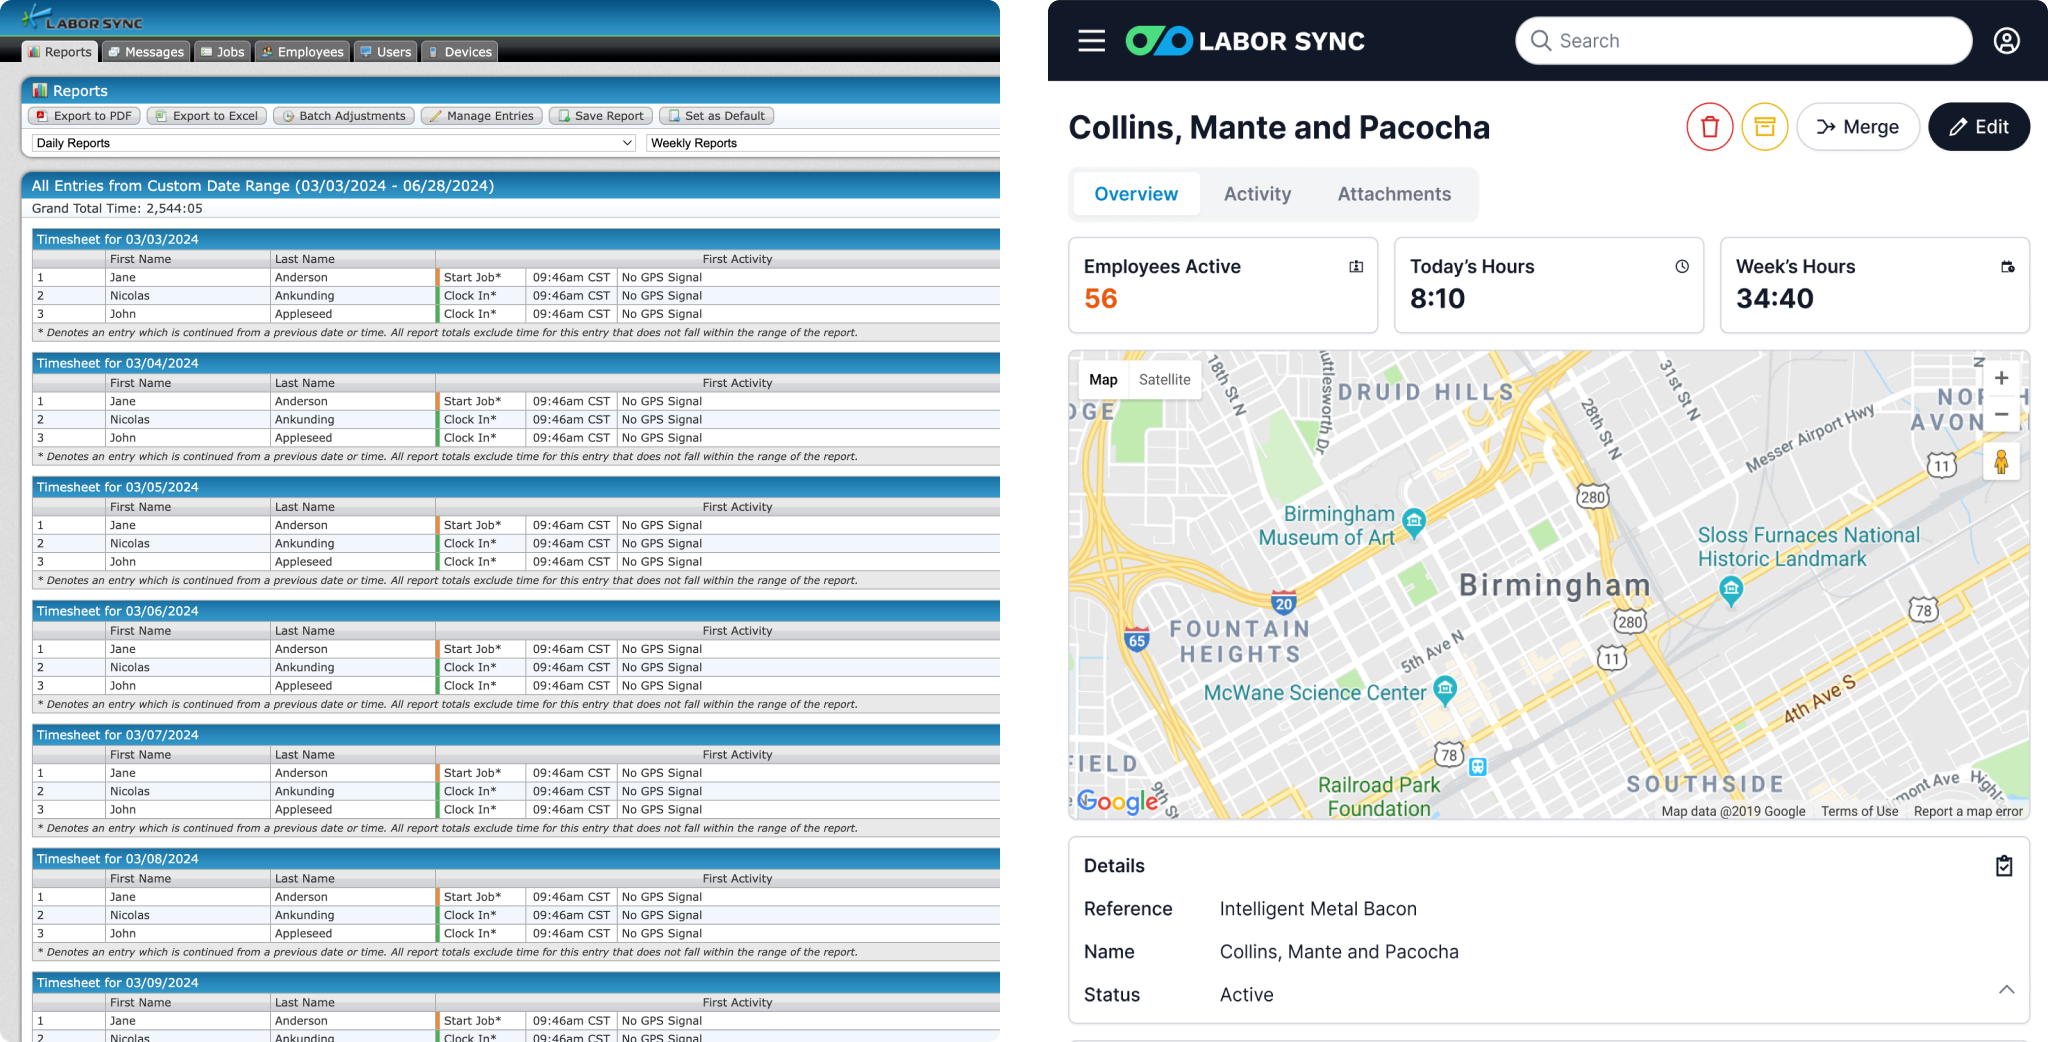 LABOR SYNC
Reports Messages Jobs Employees Users Devices
Reports
Export to PDF Export to Excel Batch Adjustments Manage Entries Save Report Set as Default
Daily Reports Weekly Reports
All Entries from Custom Date Range (03/03/2024 - 06/28/2024)
Grand Total Time: 2,544:05
Timesheet for 03/03/2024
First Name Last Name First Activity
1 Jane Anderson Start Job* 09:46am CST No GPS Signal
2 Nicolas Ankunding Clock In* 09:46am CST No GPS Signal
3 John Appleseed Clock In* 09:46am CST No GPS Signal
* Denotes an entry which is continued from a previous date or time. All report totals exclude time for this entry that does not fall within the range of the report.
Timesheet for 03/04/2024
First Name Last Name First Activity
1 Jane Anderson Start Job* 09:46am CST No GPS Signal
2 Nicolas Ankunding Clock In* 09:46am CST No GPS Signal
3 John Appleseed Clock In* 09:46am CST No GPS Signal
* Denotes an entry which is continued from a previous date or time. All report totals exclude time for this entry that does not fall within the range of the report.
Timesheet for 03/05/2024
First Name Last Name First Activity
1 Jane Anderson Start Job* 09:46am CST No GPS Signal
2 Nicolas Ankunding Clock In* 09:46am CST No GPS Signal
3 John Appleseed Clock In* 09:46am CST No GPS Signal
* Denotes an entry which is continued from a previous date or time. All report totals exclude time for this entry that does not fall within the range of the report.
Timesheet for 03/06/2024
First Name Last Name First Activity
1 Jane Anderson Start Job* 09:46am CST No GPS Signal
2 Nicolas Ankunding Clock In* 09:46am CST No GPS Signal
3 John Appleseed Clock In* 09:46am CST No GPS Signal
* Denotes an entry which is continued from a previous date or time. All report totals exclude time for this entry that does not fall within the range of the report.
Timesheet for 03/07/2024
First Name Last Name First Activity
1 Jane Anderson Start Job* 09:46am CST No GPS Signal
2 Nicolas Ankunding Clock In* 09:46am CST No GPS Signal
3 John Appleseed Clock In* 09:46am CST No GPS Signal
* Denotes an entry which is continued from a previous date or time. All report totals exclude time for this entry that does not fall within the range of the report.
Timesheet for 03/08/2024
First Name Last Name First Activity
1 Jane Anderson Start Job* 09:46am CST No GPS Signal
2 Nicolas Ankunding Clock In* 09:46am CST No GPS Signal
3 John Appleseed Clock In* 09:46am CST No GPS Signal
* Denotes an entry which is continued from a previous date or time. All report totals exclude time for this entry that does not fall within the range of the report.
Timesheet for 03/09/2024
First Name Last Name First Activity
1 Jane Anderson Start Job* 09:46am CST No GPS Signal
2 Nicolas Ankunding Clock In* 09:46am CST No GPS Signal
LABOR SYNC Search
Collins, Mante and Pacocha Merge Edit
Overview Activity Attachments
Employees Active
56
Today's Hours
8:10
Week's Hours
34:40
Map Satellite
18th St N
uttlesworth Dr
DRUID HILLS
31st St N
28th St N
Messer Airport Hwy
N
NOR H
AVON
DGE
11
280
Birmingham
Museum of Art
Sloss Furnaces National
Historic Landmark
Birmingham
20
65
280
78
11
FOUNTAIN
HEIGHTS
5th Ave N
McWane Science Center
4th Ave S
78
FIELD
9th St
Railroad Park
Foundation
SOUTHSIDE
mont Ave
Highl
Google
Map data @2019 Google Terms of Use Report a map error
Details
Reference Intelligent Metal Bacon
Name Collins, Mante and Pacocha
Status Active